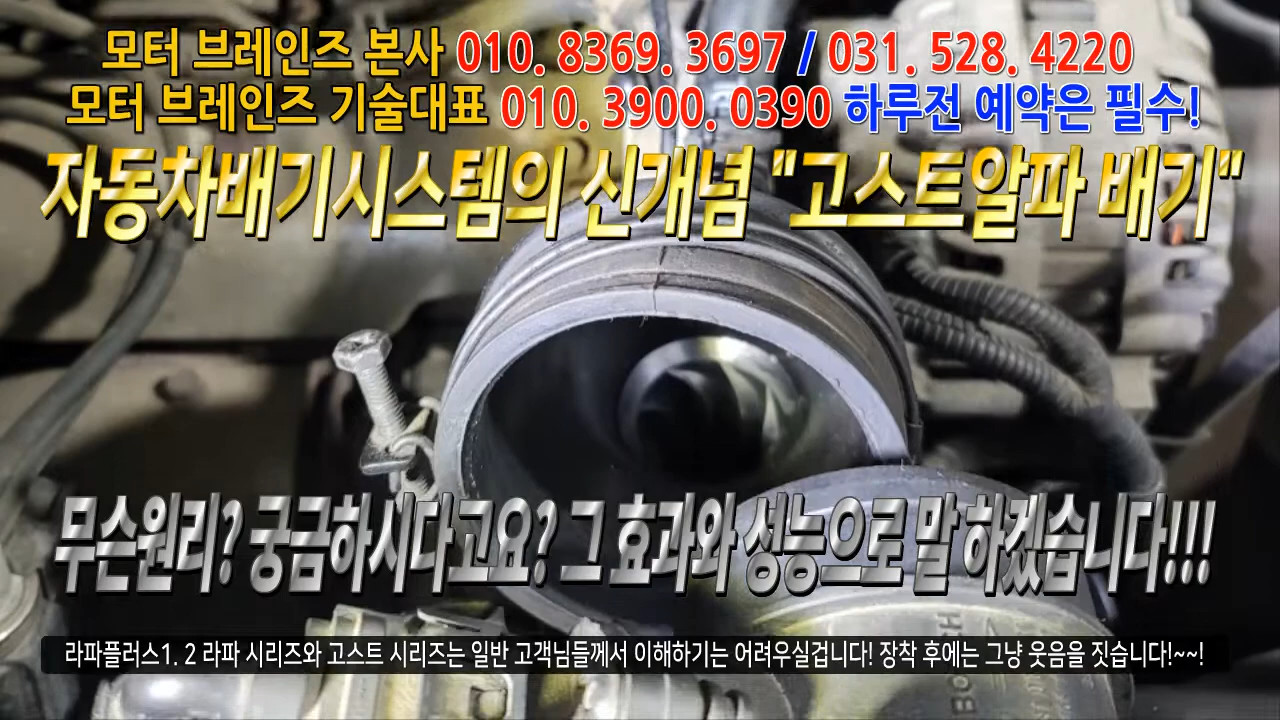 모터 브레인즈 본사 010. 8369. 3697 / 031. 528. 4220
모터 브레인즈 기술대표 010. 3900. 0390 하루전 예약은 필수!
자동차배기시스템의 신개념 "고스트알파 배기"
무슨원리? 궁금하시다고요? 그 효과와 성능으로 말 하겠습니다!!!
라파플러스1. 2 라파 시리즈와 고스트 시리즈는 일반 고객님들께서 이해하기는 어려우실겁니다! 장착 후에는 그냥 웃음을 짓습니다!~~!
BOSCH